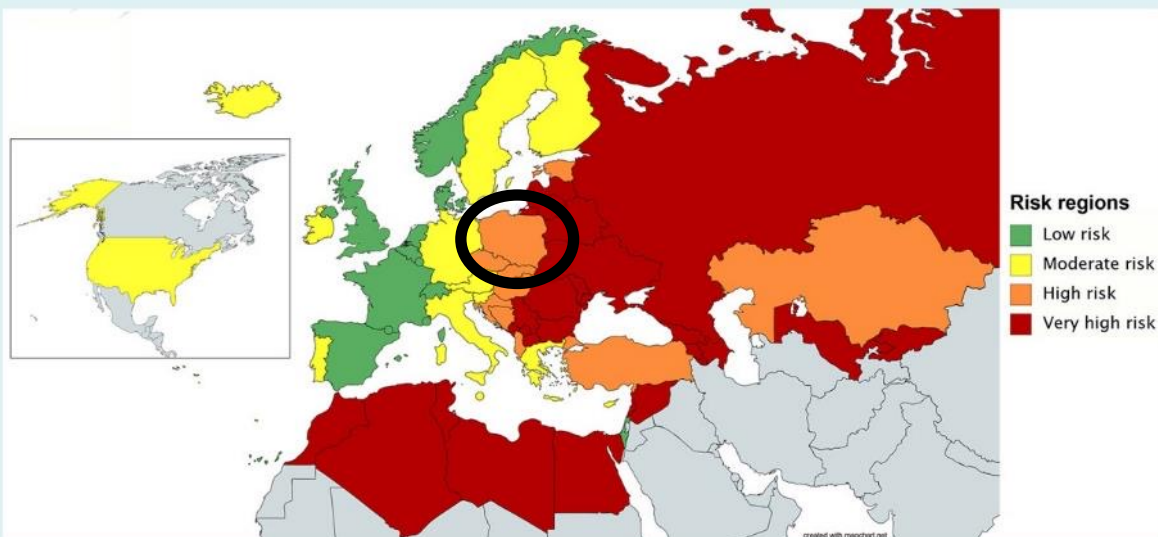 Risk regions
Low risk
Moderate risk
High risk
Very high risk
created with mapchart.net